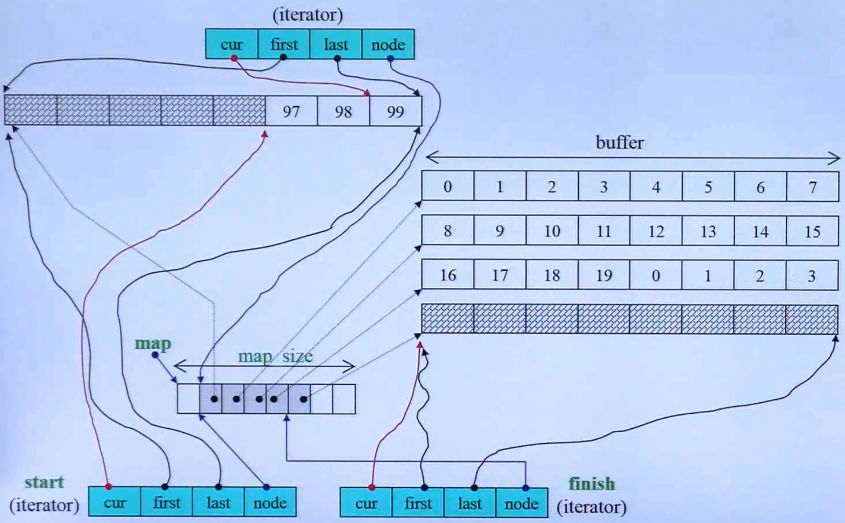 (iterator)
cur first last node
97 98 99
buffer
0 1 2 3 4 5 6 7
8 9 10 11 12 13 14 15
16 17 18 19 0 1 2 3
map
map size
start
(iterator)
cur first last node
cur first last node
finish
(iterator)